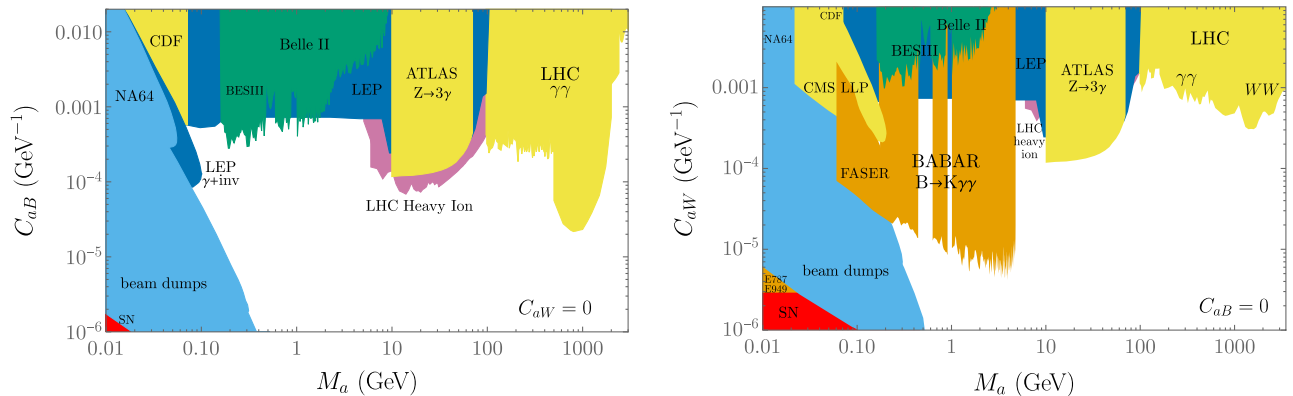 0.010
0.001
10⁻⁴
10⁻⁵
10⁻⁶
C_aB (GeV⁻¹)
CDF
NA64
Belle II
BESIII
LEP
ATLAS
Z→3γ
LHC
γγ
LEP
γ+inv
LHC Heavy Ion
beam dumps
SN
C_aW = 0
0.01
0.10
1
10
100
1000
M_a (GeV)
0.001
10⁻⁴
10⁻⁵
10⁻⁶
C_aW (GeV⁻¹)
CDF
NA64
Belle II
BESIII
LEP
LHC
ATLAS
Z→3γ
γγ
WW
CMS LLP
LHC
heavy
ion
BABAR
B→Kγγ
FASER
beam dumps
E787
E949
SN
C_aB = 0
0.01
0.10
1
10
100
1000
M_a (GeV)